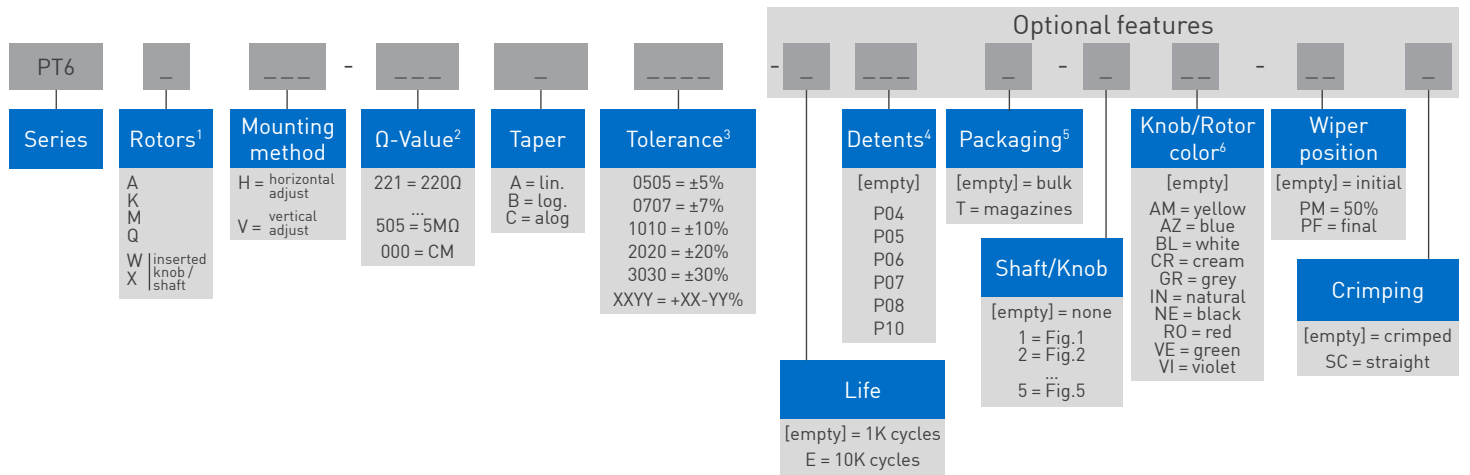 Optional features
PT6 _ _ _ _ - _ _ _ _ _ _ _ _ - _ _ _ _ _ - _ _ _ - _ _ _
Series
Rotors1
A
K
M
Q
W
X
inserted
knob /
shaft
Mounting
method
H = horizontal
adjust
V = vertical
adjust
Ω-Value2
221 = 220Ω
...
505 = 5MΩ
000 = CM
Taper
A = lin.
B = log.
C = alog
Tolerance3
0505 = ±5%
0707 = ±7%
1010 = ±10%
2020 = ±20%
3030 = ±30%
XXYY = +XX-YY%
Life
[empty] = 1K cycles
E = 10K cycles
Detents4
[empty]
P04
P05
P06
P07
P08
P10
Packaging5
[empty] = bulk
T = magazines
Shaft/Knob
[empty] = none
1 = Fig.1
2 = Fig.2
...
5 = Fig.5
Knob/Rotor
color6
[empty]
AM = yellow
AZ = blue
BL = white
CR = cream
GR = grey
IN = natural
NE = black
RO = red
VE = green
VI = violet
Wiper
position
[empty] = initial
PM = 50%
PF = final
Crimping
[empty] = crimped
SC = straight